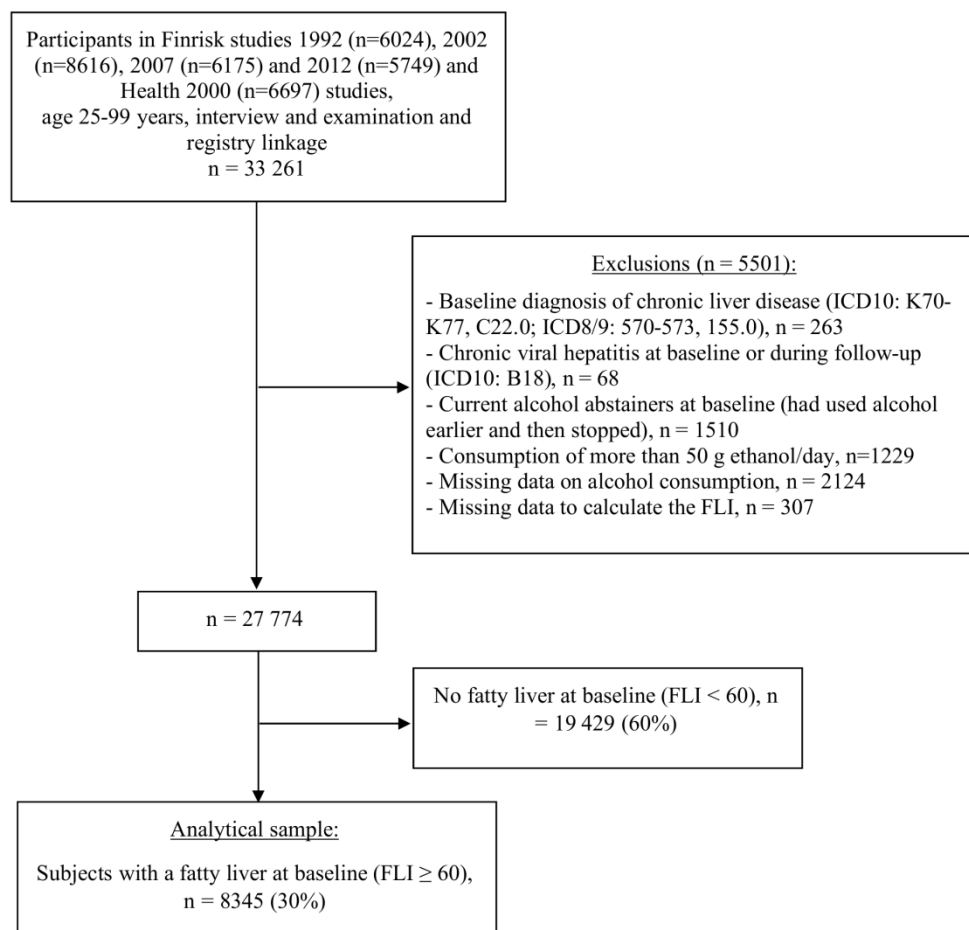 Participants in Finrisk studies 1992 (n=6024), 2002
(n=8616), 2007 (n=6175) and 2012 (n=5749) and
Health 2000 (n=6697) studies,
age 25-99 years, interview and examination and
registry linkage
n = 33 261
Exclusions (n = 5501):
- Baseline diagnosis of chronic liver disease (ICD10: K70-
K77, C22.0; ICD8/9: 570-573, 155.0), n = 263
- Chronic viral hepatitis at baseline or during follow-up
(ICD10: B18), n = 68
- Current alcohol abstainers at baseline (had used alcohol
earlier and then stopped), n = 1510
- Consumption of more than 50 g ethanol/day, n=1229
- Missing data on alcohol consumption, n = 2124
- Missing data to calculate the FLI, n = 307
n = 27 774
No fatty liver at baseline (FLI < 60), n
= 19 429 (60%)
Analytical sample:
Subjects with a fatty liver at baseline (FLI ≥ 60),
n = 8345 (30%)